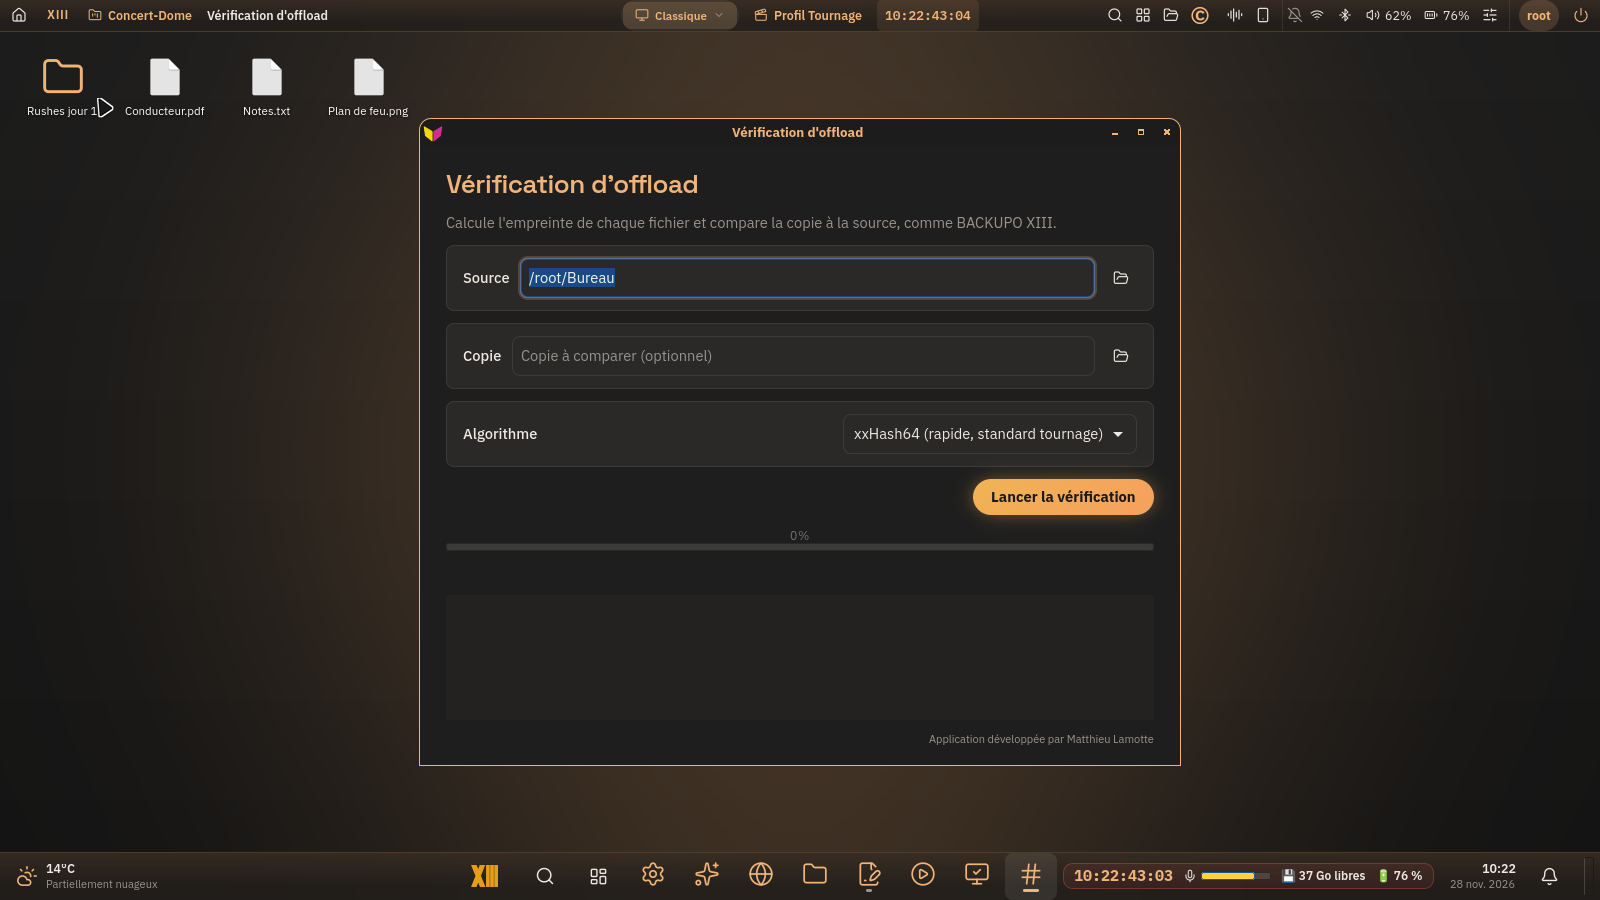 XIII Concert-Dome Vérification d'offload Classique Profil Tournage 10:22:43:04 62% 76% root
Rushes jour 1 Conducteur.pdf Notes.txt Plan de feu.png
Vérification d'offload
Vérification d’offload
Calcule l'empreinte de chaque fichier et compare la copie à la source, comme BACKUPO XIII.
Source /root/Bureau
Copie Copie à comparer (optionnel)
Algorithme xxHash64 (rapide, standard tournage)
Lancer la vérification
0%
Application développée par Matthieu Lamotte
14°C
Partiellement nuageux
XIII
10:22:43:03 37 Go libres 76 %
10:22
28 nov. 2026